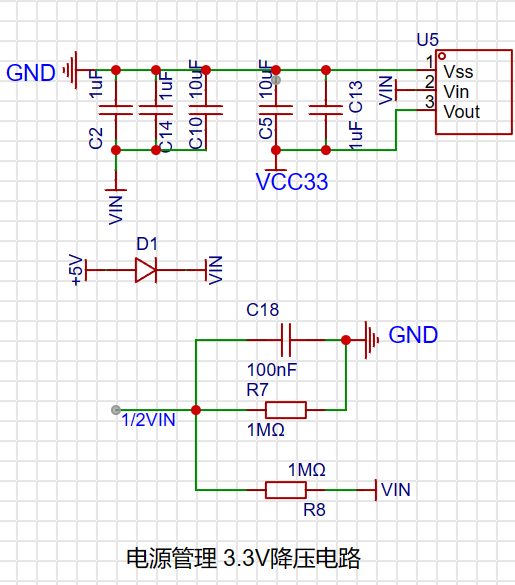 U5
GND
1uF
1uF
10uF
10uF
1
Vss
VIN
2
Vin
3
Vout
C2
C14
C10
C5
1uF C13
VIN
VCC33
D1
+5V
VIN
C18
GND
100nF
R7
1/2VIN
1MΩ
1MΩ
VIN
R8
电源管理 3.3V降压电路